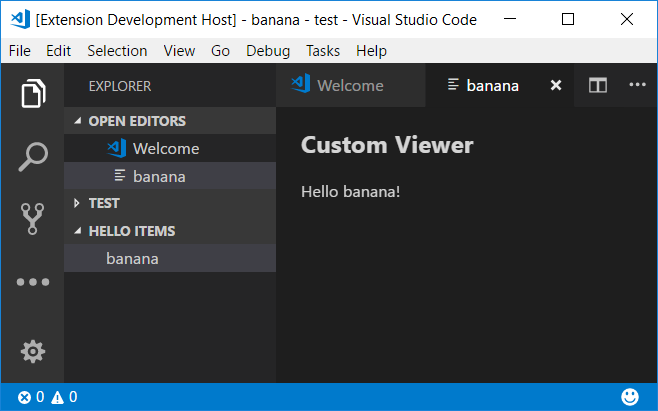 [Extension Development Host] - banana - test - Visual Studio Code
File Edit Selection View Go Debug Tasks Help
EXPLORER
OPEN EDITORS
Welcome
banana
TEST
HELLO ITEMS
banana
Welcome
banana
Custom Viewer
Hello banana!
0 0